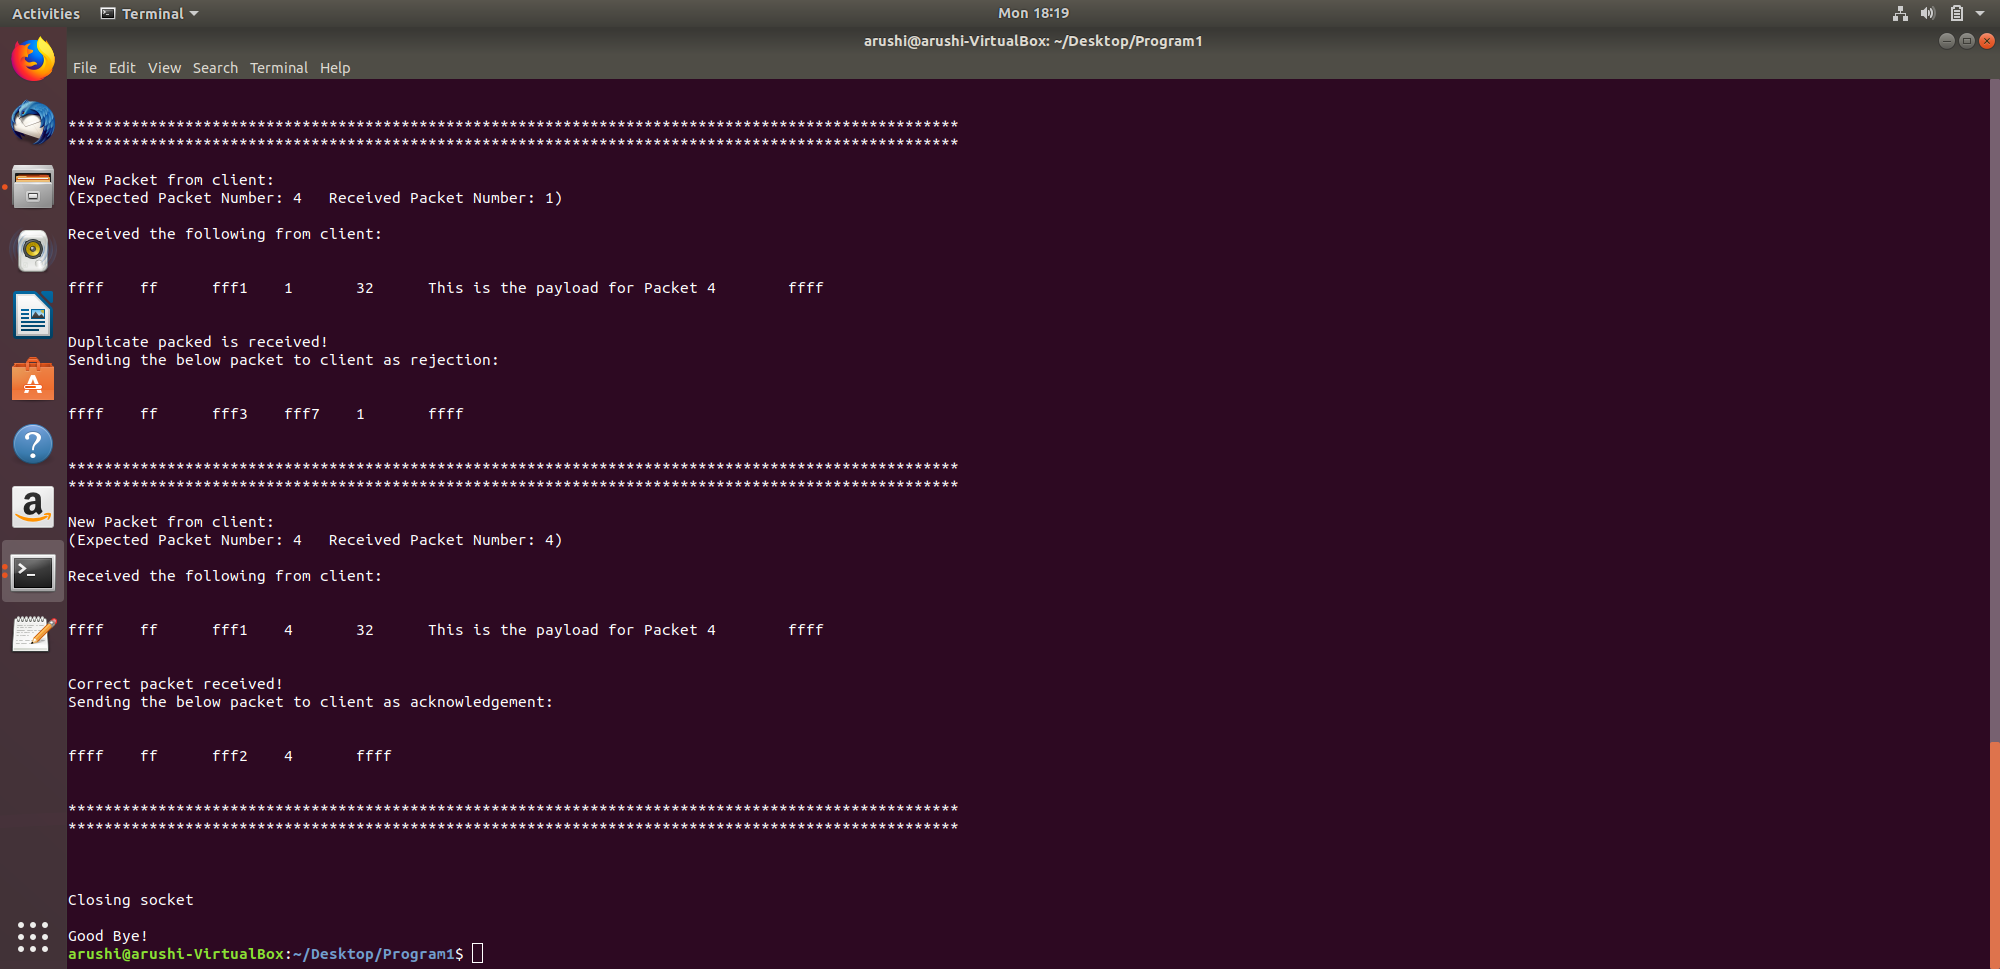 Activities Terminal Mon 18:19
arushi@arushi-VirtualBox: ~/Desktop/Program1
File Edit View Search Terminal Help
***************************************************************************************************
***************************************************************************************************
New Packet from client:
(Expected Packet Number: 4   Received Packet Number: 1)
Received the following from client:
ffff    ff      fff1    1       32      This is the payload for Packet 4        ffff
Duplicate packed is received!
Sending the below packet to client as rejection:
ffff    ff      fff3    fff7    1       ffff
***************************************************************************************************
***************************************************************************************************
New Packet from client:
(Expected Packet Number: 4   Received Packet Number: 4)
Received the following from client:
ffff    ff      fff1    4       32      This is the payload for Packet 4        ffff
Correct packet received!
Sending the below packet to client as acknowledgement:
ffff    ff      fff2    4       ffff
***************************************************************************************************
***************************************************************************************************
Closing socket
Good Bye!
arushi@arushi-VirtualBox:~/Desktop/Program1$